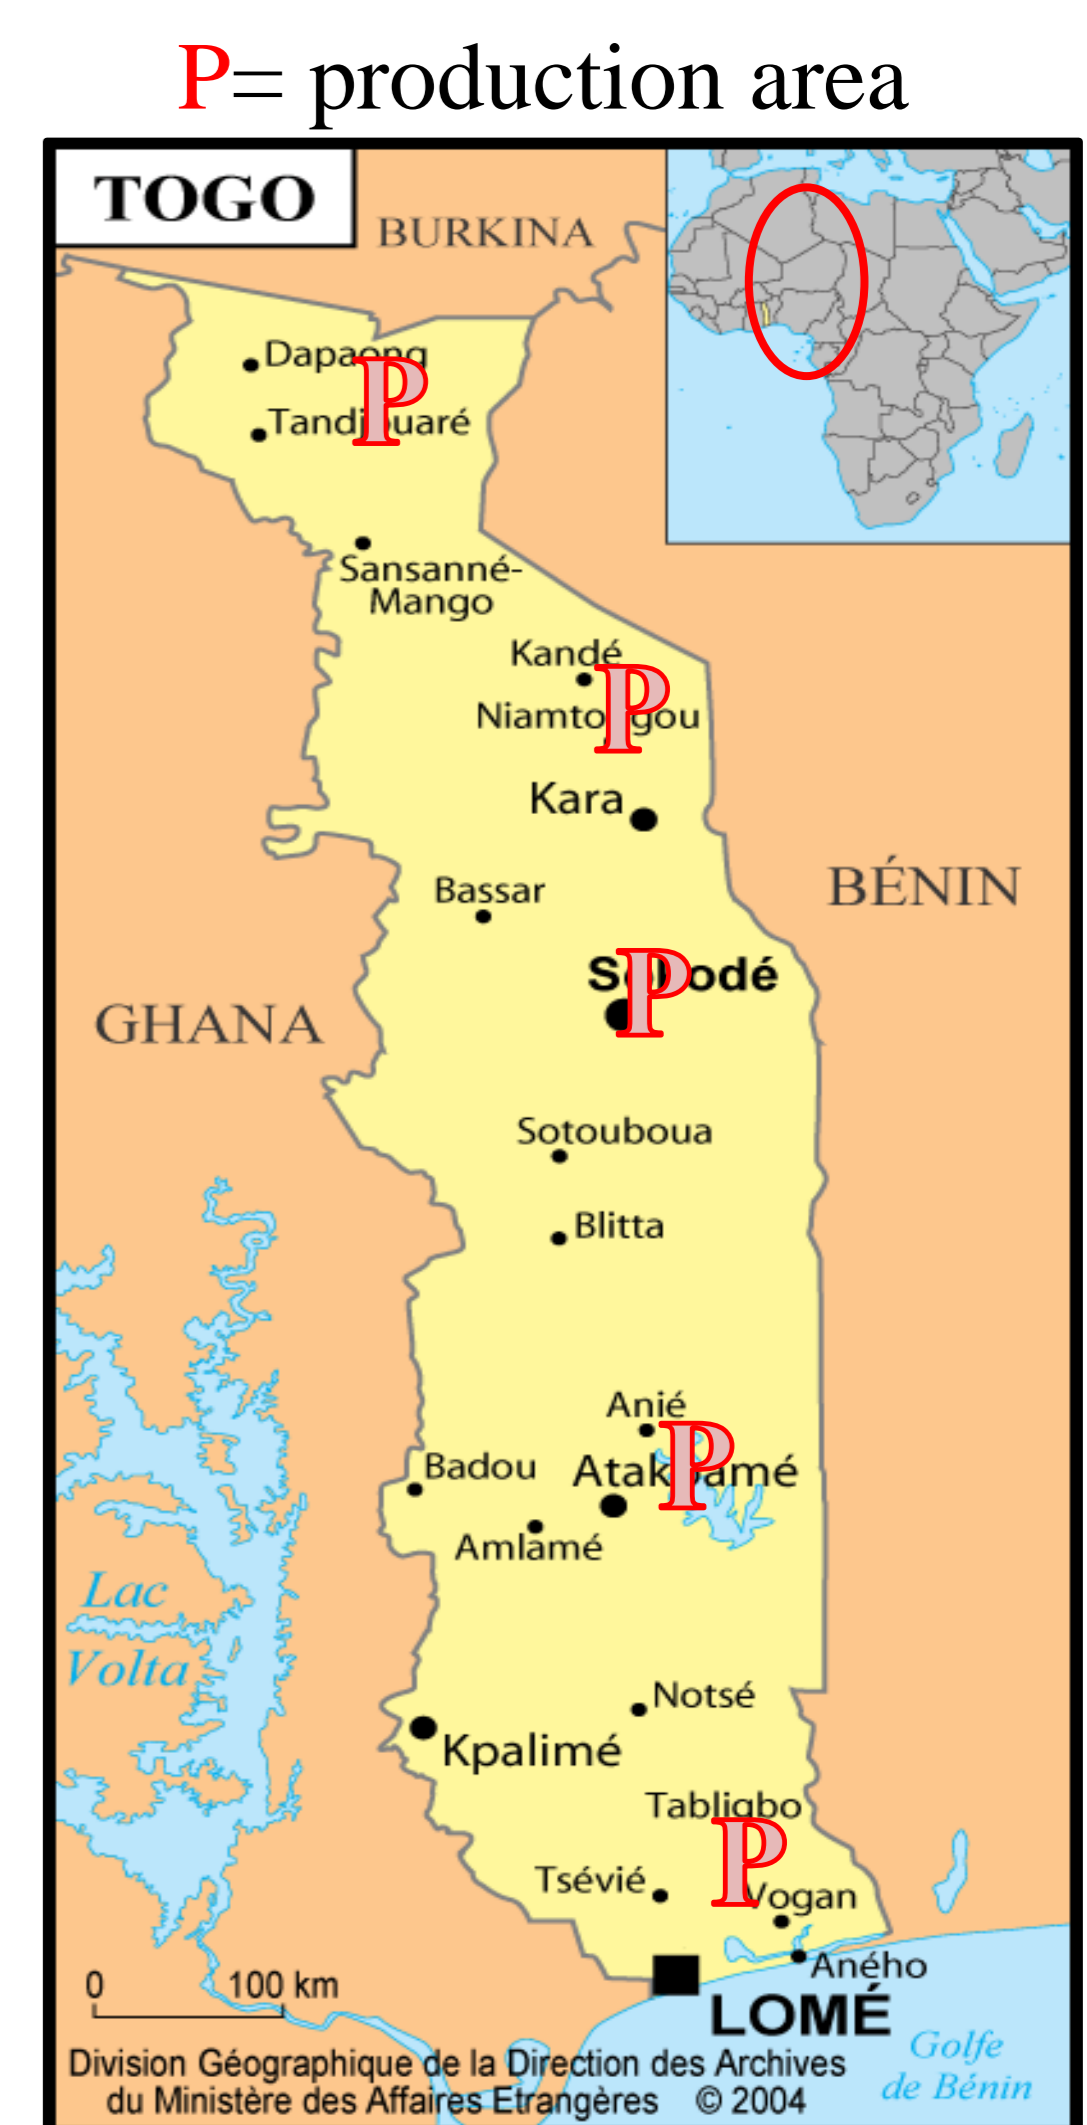 P= production area
TOGO
BURKINA
Dapaong
P
Tandjouaré
Sansanné-
Mango
Kandé
P
Niamtougou
Kara
BÉNIN
Bassar
Sokodé
P
GHANA
Sotouboua
Blitta
Anié
P
Badou
Atakpamé
Amlamé
Lac
Volta
Notsé
Kpalimé
Tabligbo
P
Tsévié
Vogan
Aného
0 100 km
LOMÉ
Golfe
de Bénin
Division Géographique de la Direction des Archives
du Ministère des Affaires Etrangères © 2004